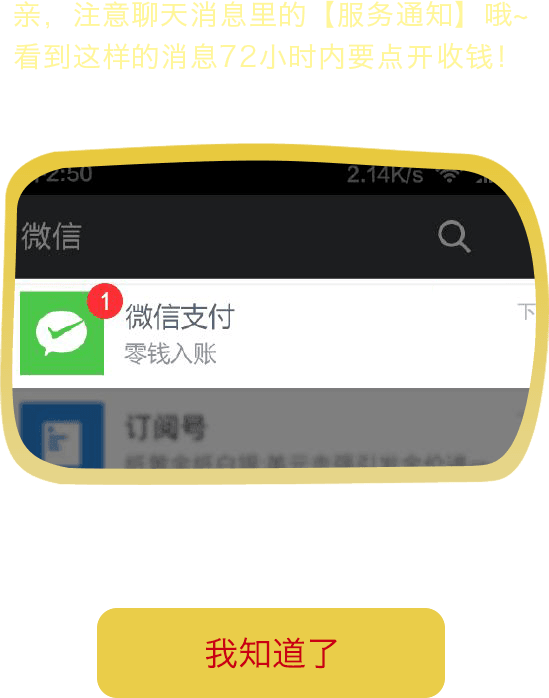 亲，注意聊天消息里的【服务通知】哦~
看到这样的消息72小时内要点开收钱！
2:50
2.14K/s
微信
1
微信支付
下
零钱入账
订阅号
我知道了